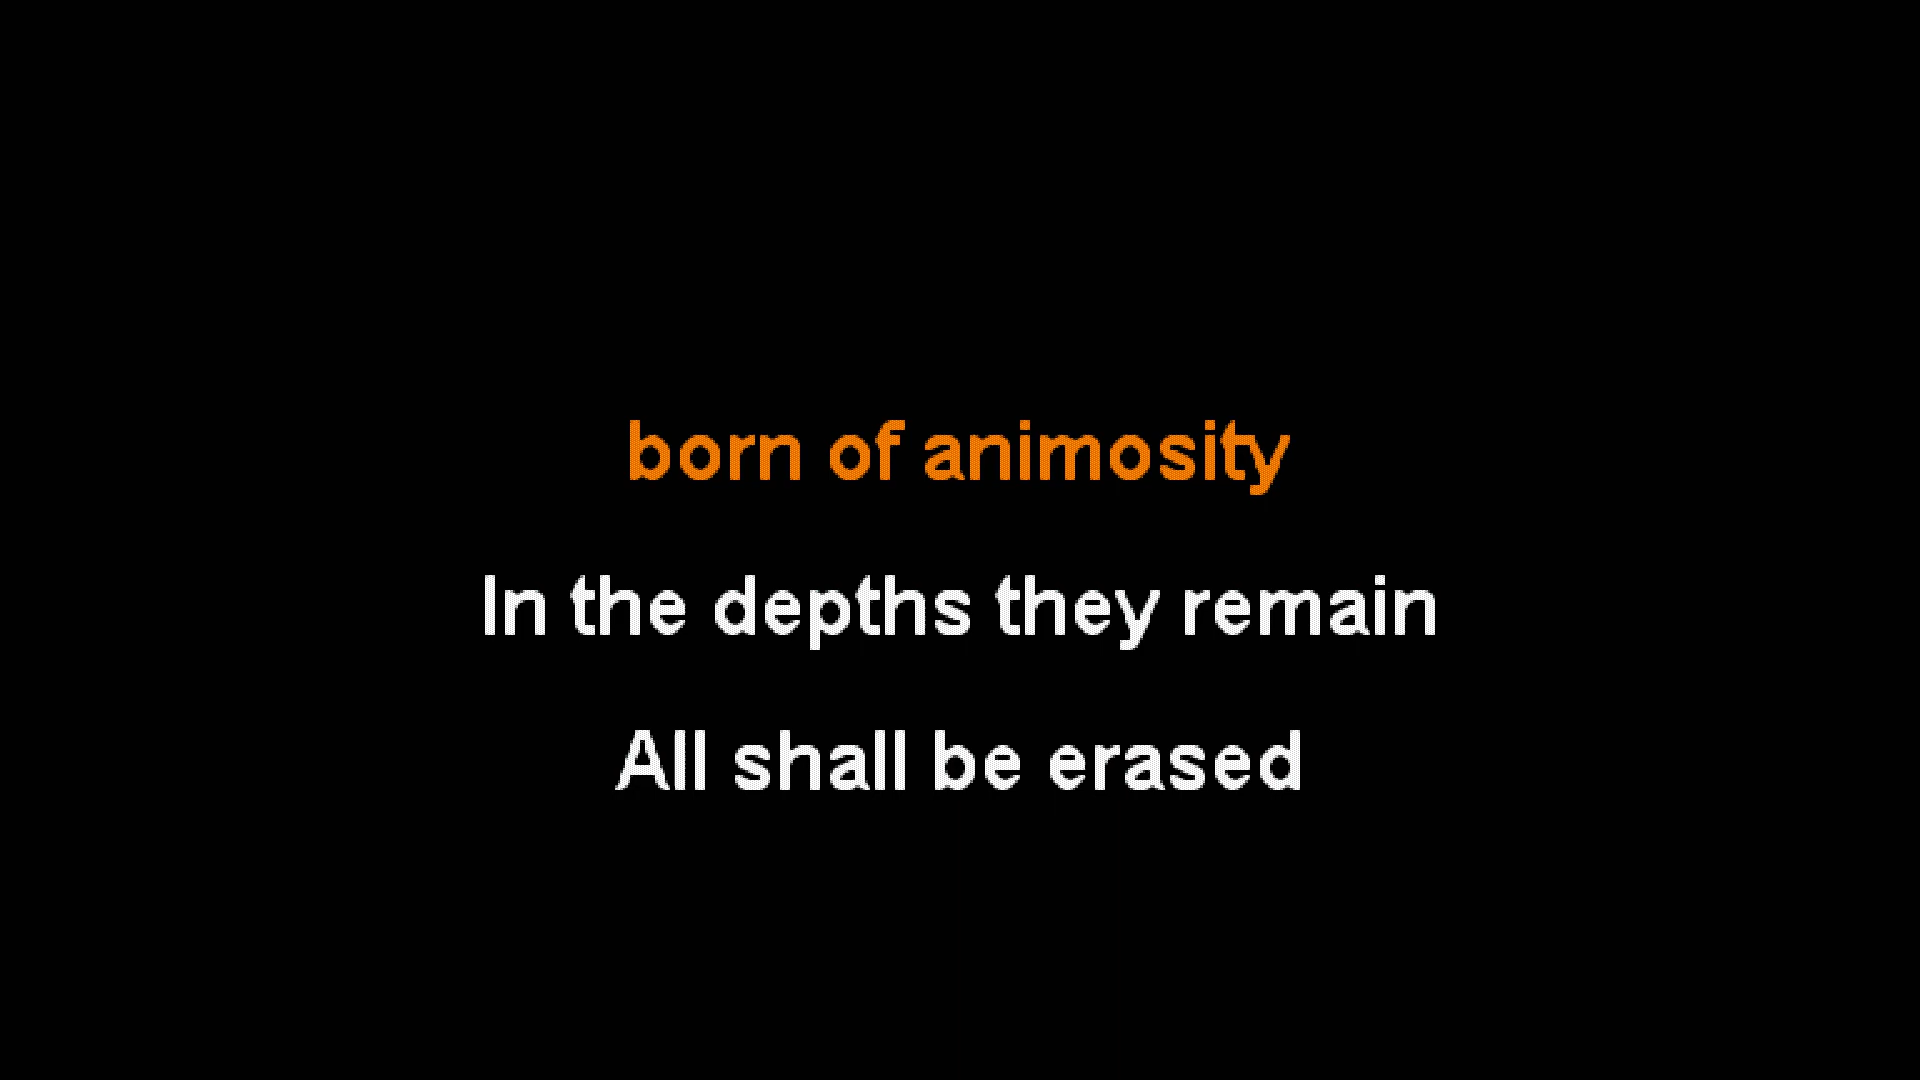 born of animosity
In the depths they remain
All shall be erased